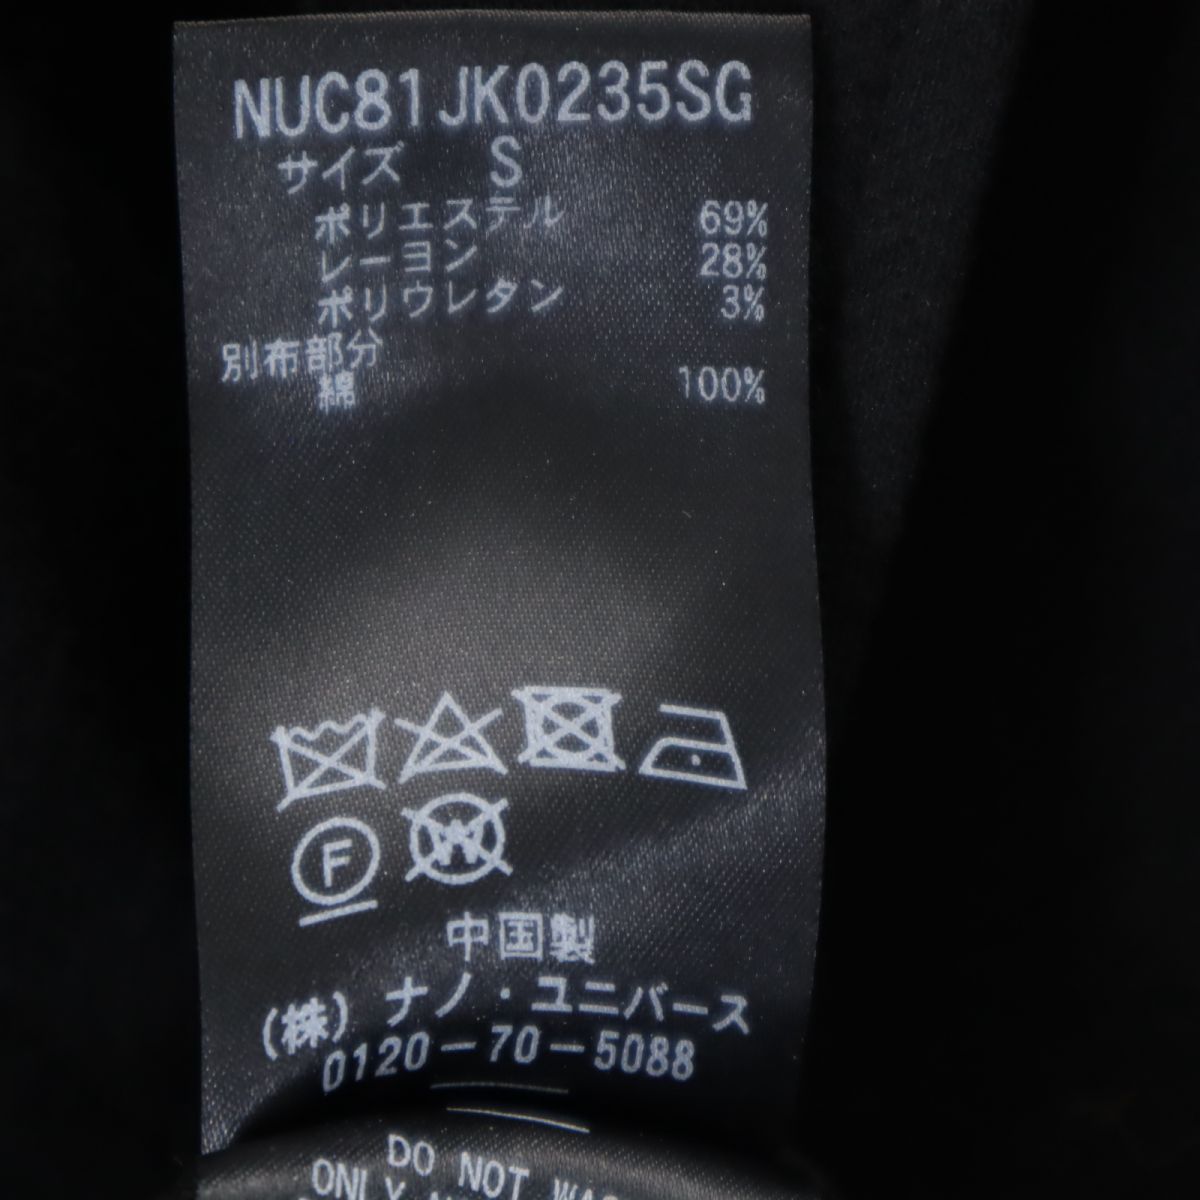 NUC81JK0235SG
サイズ S
ポリエステル 69%
レーヨン 28%
ポリウレタン 3%
別布部分
綿 100%
F W
中国製
(株)ナノ・ユニバース
0120-70-5088
DO NOT
ONLY